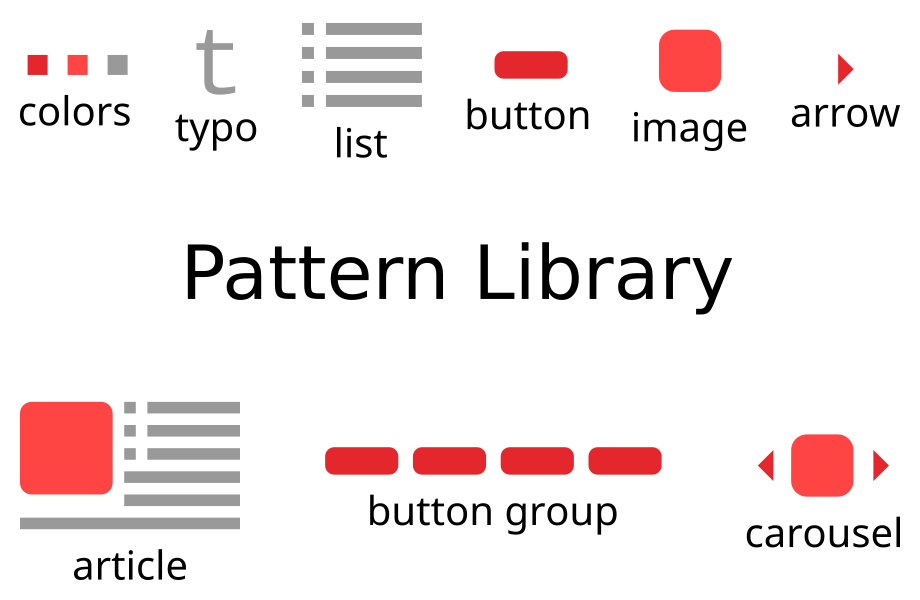 t
colors
typo
list
button
image
arrow
Pattern Library
article
button group
carousel